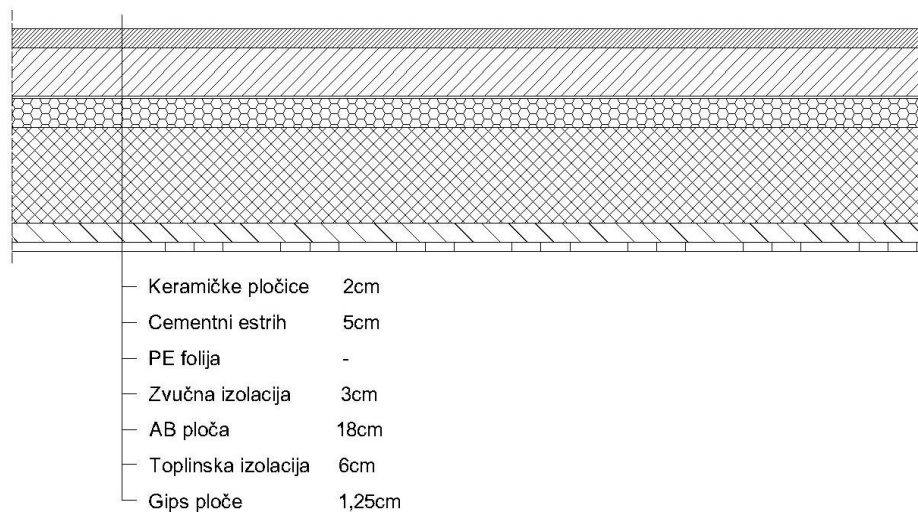 Keramičke pločice 2cm
Cementni estrih 5cm
PE folija -
Zvučna izolacija 3cm
AB ploča 18cm
Toplinska izolacija 6cm
Gips ploče 1,25cm